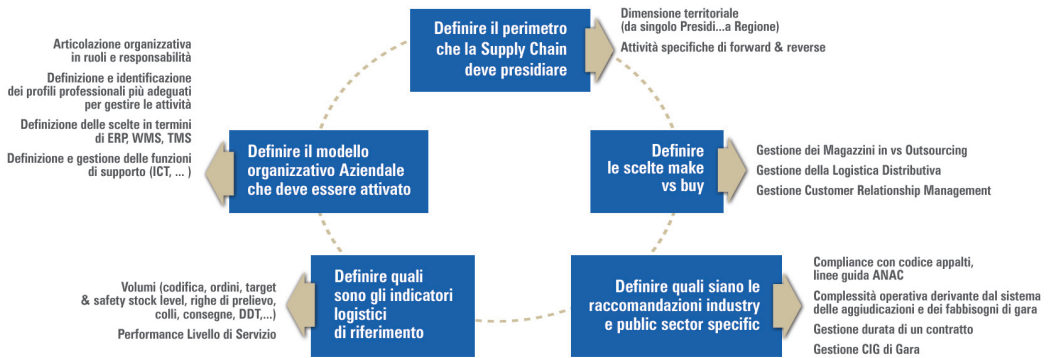 Definire il perimetro
che la Supply Chain
deve presidiare
Dimensione territoriale
(da singolo Presidi...a Regione)
Attività specifiche di forward & reverse
Definire
le scelte make
vs buy
Gestione dei Magazzini in vs Outsourcing
Gestione della Logistica Distributiva
Gestione Customer Relationship Management
Definire quali siano le
raccomandazioni industry
e public sector specific
Compliance con codice appalti,
linee guida ANAC
Complessità operativa derivante dal sistema
delle aggiudicazioni e dei fabbisogni di gara
Gestione durata di un contratto
Gestione CIG di Gara
Definire quali
sono gli indicatori
logistici
di riferimento
Volumi (codifica, ordini, target
& safety stock level, righe di prelievo,
colli, consegne, DDT,...)
Performance Livello di Servizio
Definire il modello
organizzativo Aziendale
che deve essere attivato
Articolazione organizzativa
in ruoli e responsabilità
Definizione e identificazione
dei profili professionali più adeguati
per gestire le attività
Definizione delle scelte in termini
di ERP, WMS, TMS
Definizione e gestione delle funzioni
di supporto (ICT, ... )